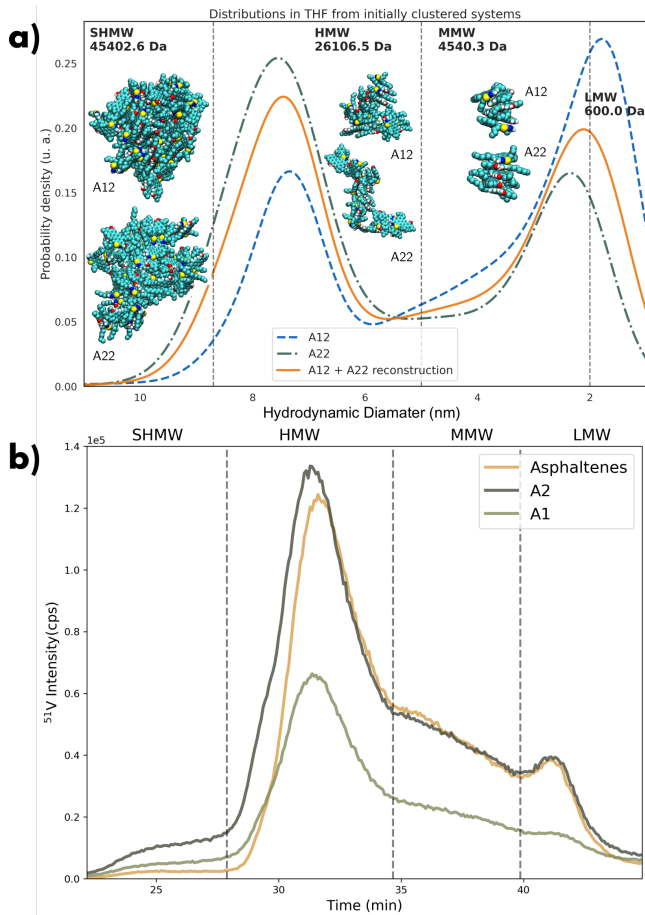 Distributions in THF from initially clustered systems
a)
SHMW
45402.6 Da
HMW
26106.5 Da
MMW
4540.3 Da
LMW
600.0 Da
A12
A22
A12
A22
A12
A22
Probability density (u. a.)
0.25
0.20
0.15
0.10
0.05
0.00
A12
A22
A12 + A22 reconstruction
10
8
6
4
2
Hydrodynamic Diamater (nm)
b)
SHMW
HMW
MMW
LMW
1e5
Asphaltenes
A2
A1
⁵¹V Intensity(cps)
1.4
1.2
1.0
0.8
0.6
0.4
0.2
0.0
25
30
35
40
Time (min)